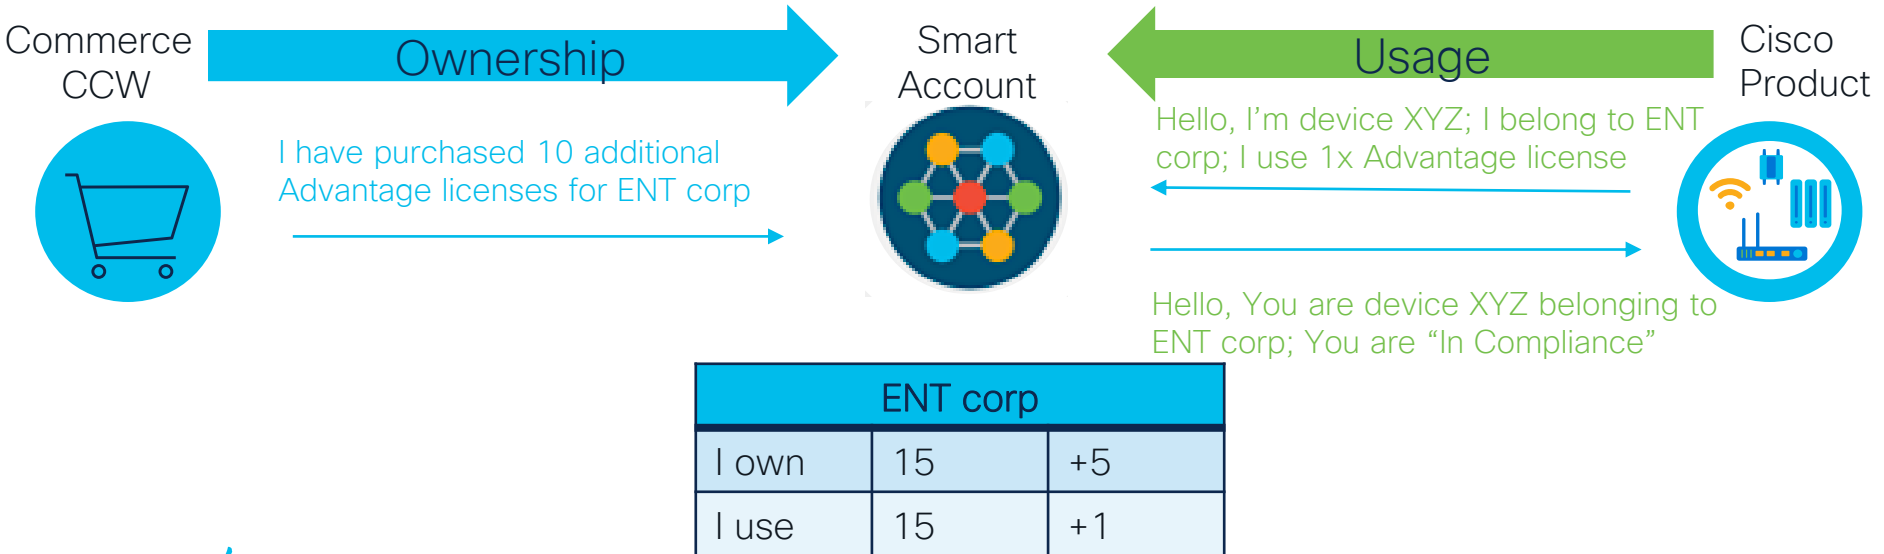 Commerce
CCW
Ownership
Smart
Account
Usage
Cisco
Product
I have purchased 10 additional
Advantage licenses for ENT corp
Hello, I'm device XYZ; I belong to ENT
corp; I use 1x Advantage license
Hello, You are device XYZ belonging to
ENT corp; You are “In Compliance”
ENT corp
I own 15 +5
I use 15 +1